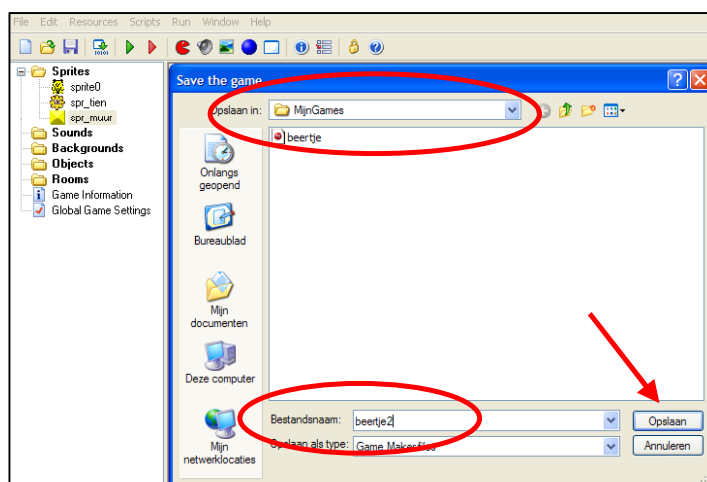 File Edit Resources Scripts Run Window Help
Sprites
sprite0
spr_tien
spr_muur
Sounds
Backgrounds
Objects
Rooms
Game Information
Global Game Settings
Save the game
Opslaan in:
MijnGames
beertje
Onlangs
geopend
Bureaublad
Mijn
documenten
Deze computer
Mijn
netwerklocaties
Bestandsnaam:
beertje2
Opslaan
Opslaan als type:
Game Maker files
Annuleren